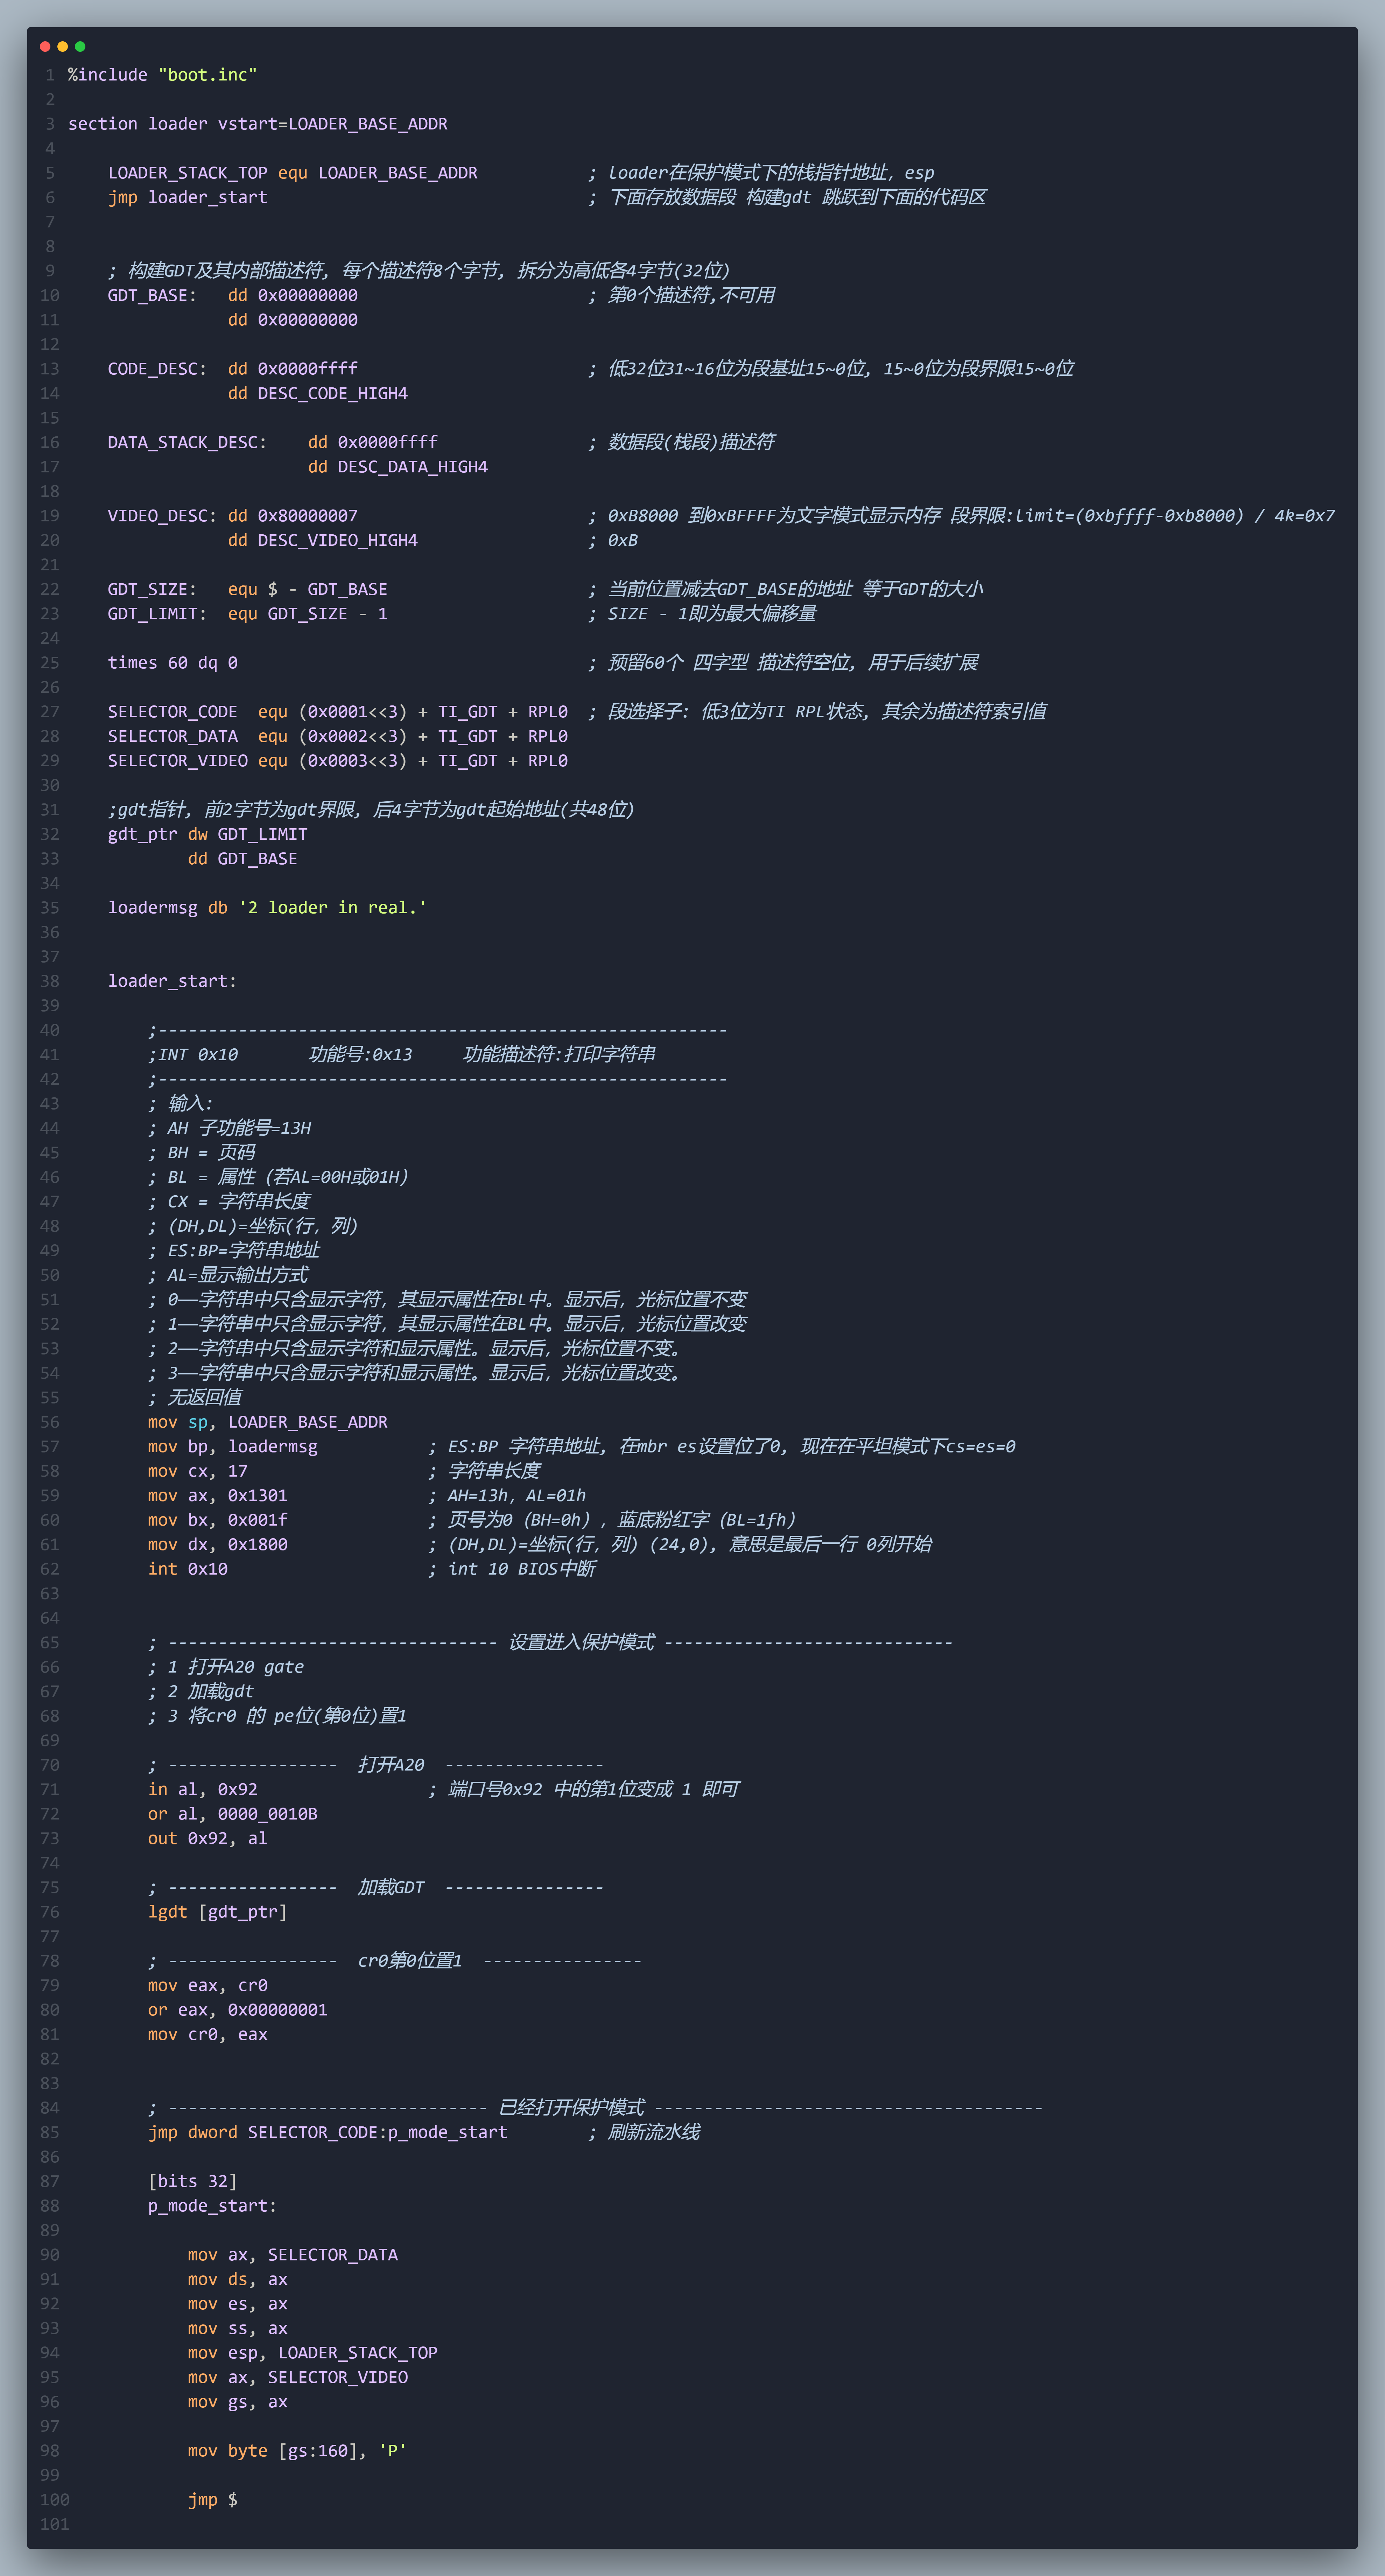 1 %include "boot.inc"
2
3 section loader vstart=LOADER_BASE_ADDR
4
5     LOADER_STACK_TOP equ LOADER_BASE_ADDR           ; loader在保护模式下的栈指针地址, esp
6     jmp loader_start                                ; 下面存放数据段 构建gdt 跳跃到下面的代码区
7
8
9     ; 构建GDT及其内部描述符, 每个描述符8个字节, 拆分为高低各4字节(32位)
10     GDT_BASE:   dd 0x00000000                       ; 第0个描述符,不可用
11                 dd 0x00000000
12
13     CODE_DESC:  dd 0x0000ffff                       ; 低32位31~16位为段基址15~0位, 15~0位为段界限15~0位
14                 dd DESC_CODE_HIGH4
15
16     DATA_STACK_DESC:    dd 0x0000ffff               ; 数据段(栈段)描述符
17                         dd DESC_DATA_HIGH4
18
19     VIDEO_DESC: dd 0x80000007                       ; 0xB8000 到0xBFFFF为文字模式显示内存 段界限:limit=(0xbffff-0xb8000) / 4k=0x7
20                 dd DESC_VIDEO_HIGH4                 ; 0xB
21
22     GDT_SIZE:   equ $ - GDT_BASE                    ; 当前位置减去GDT_BASE的地址 等于GDT的大小
23     GDT_LIMIT:  equ GDT_SIZE - 1                    ; SIZE - 1即为最大偏移量
24
25     times 60 dq 0                                   ; 预留60个 四字型 描述符空位, 用于后续扩展
26
27     SELECTOR_CODE  equ (0x0001<<3) + TI_GDT + RPL0  ; 段选择子: 低3位为TI RPL状态, 其余为描述符索引值
28     SELECTOR_DATA  equ (0x0002<<3) + TI_GDT + RPL0
29     SELECTOR_VIDEO equ (0x0003<<3) + TI_GDT + RPL0
30
31     ;gdt指针, 前2字节为gdt界限, 后4字节为gdt起始地址(共48位)
32     gdt_ptr dw GDT_LIMIT
33             dd GDT_BASE
34
35     loadermsg db '2 loader in real.'
36
37
38     loader_start:
39
40         ;---------------------------------------------------------
41         ;INT 0x10       功能号:0x13     功能描述符:打印字符串
42         ;---------------------------------------------------------
43         ; 输入:
44         ; AH 子功能号=13H
45         ; BH = 页码
46         ; BL = 属性（若AL=00H或01H）
47         ; CX = 字符串长度
48         ; (DH,DL)=坐标(行，列)
49         ; ES:BP=字符串地址
50         ; AL=显示输出方式
51         ; 0——字符串中只含显示字符，其显示属性在BL中。显示后，光标位置不变
52         ; 1——字符串中只含显示字符，其显示属性在BL中。显示后，光标位置改变
53         ; 2——字符串中只含显示字符和显示属性。显示后，光标位置不变。
54         ; 3——字符串中只含显示字符和显示属性。显示后，光标位置改变。
55         ; 无返回值
56         mov sp, LOADER_BASE_ADDR
57         mov bp, loadermsg           ; ES:BP 字符串地址, 在mbr es设置位了0, 现在在平坦模式下cs=es=0
58         mov cx, 17                  ; 字符串长度
59         mov ax, 0x1301              ; AH=13h，AL=01h
60         mov bx, 0x001f              ; 页号为0（BH=0h），蓝底粉红字（BL=1fh）
61         mov dx, 0x1800              ; (DH,DL)=坐标(行，列) (24,0), 意思是最后一行 0列开始
62         int 0x10                    ; int 10 BIOS中断
63
64
65         ; --------------------------------- 设置进入保护模式 -----------------------------
66         ; 1 打开A20 gate
67         ; 2 加载gdt
68         ; 3 将cr0 的 pe位(第0位)置1
69
70         ; -----------------  打开A20  ----------------
71         in al, 0x92                 ; 端口号0x92 中的第1位变成 1 即可
72         or al, 0000_0010B
73         out 0x92, al
74
75         ; -----------------  加载GDT  ----------------
76         lgdt [gdt_ptr]
77
78         ; -----------------  cr0第0位置1  ----------------
79         mov eax, cr0
80         or eax, 0x00000001
81         mov cr0, eax
82
83
84         ; -------------------------------- 已经打开保护模式 ---------------------------------------
85         jmp dword SELECTOR_CODE:p_mode_start        ; 刷新流水线
86
87         [bits 32]
88         p_mode_start:
89
90             mov ax, SELECTOR_DATA
91             mov ds, ax
92             mov es, ax
93             mov ss, ax
94             mov esp, LOADER_STACK_TOP
95             mov ax, SELECTOR_VIDEO
96             mov gs, ax
97
98             mov byte [gs:160], 'P'
99
100            jmp $
101